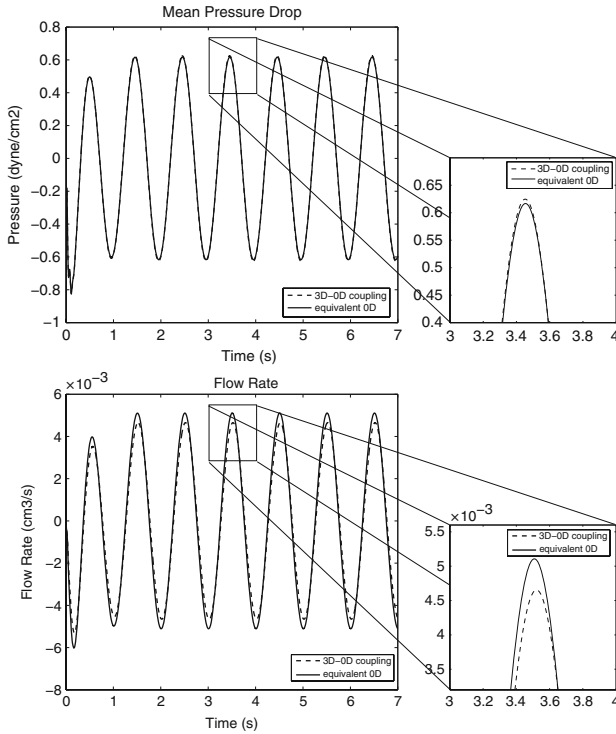 Mean Pressure Drop
0.8
0.6
0.4
0.2
0
−0.2
−0.4
−0.6
−0.8
−1
Pressure (dyne/cm2)
0 1 2 3 4 5 6 7
Time (s)
3D−0D coupling
equivalent 0D
0.65
0.6
0.55
0.5
0.45
0.4
3D−0D coupling
equivalent 0D
3 3.2 3.4 3.6 3.8 4
×10−3
Flow Rate
6
4
2
0
−2
−4
−6
−8
Flow Rate (cm3/s)
0 1 2 3 4 5 6 7
Time (s)
3D−0D coupling
equivalent 0D
×10−3
5.5
5
4.5
4
3.5
3D−0D coupling
equivalent 0D
3 3.2 3.4 3.6 3.8 4